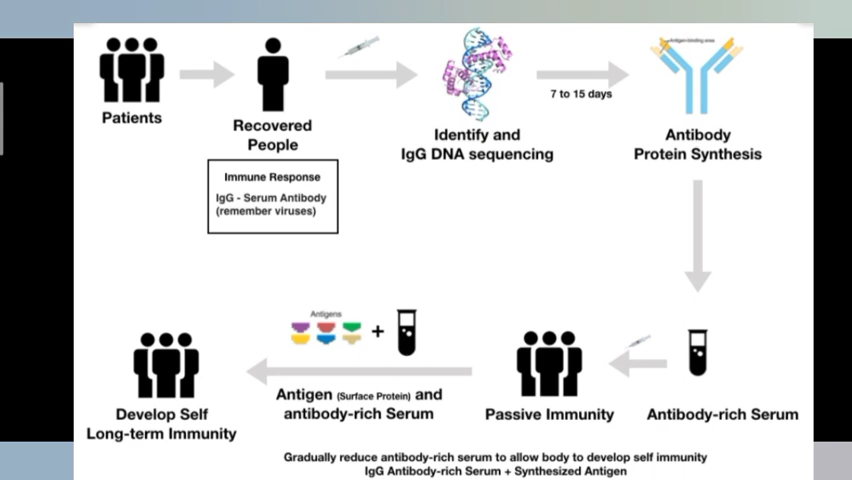 Patients
Recovered
People
Immune Response
IgG - Serum Antibody
(remember viruses)
Identify and
IgG DNA sequencing
7 to 15 days
Antigen-binding sites
Antibody
Protein Synthesis
Antibody-rich Serum
Passive Immunity
Antigens
+
Antigen (Surface Protein) and
antibody-rich Serum
Develop Self
Long-term Immunity
Gradually reduce antibody-rich serum to allow body to develop self immunity
IgG Antibody-rich Serum + Synthesized Antigen